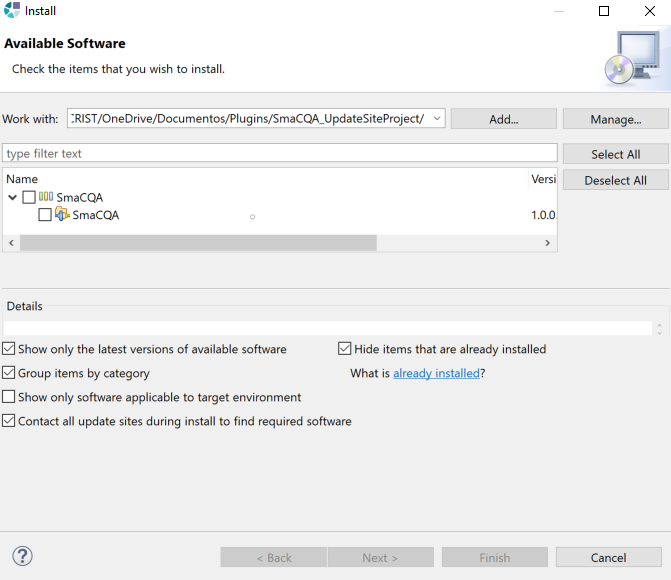 Install
Available Software
Check the items that you wish to install.
Work with: :RIST/OneDrive/Documentos/Plugins/SmaCQA_UpdateSiteProject/ Add... Manage...
type filter text Select All
Name Versi Deselect All
SmaCQA
SmaCQA 1.0.0
Details
Show only the latest versions of available software Hide items that are already installed
Group items by category What is already installed?
Show only software applicable to target environment
Contact all update sites during install to find required software
? < Back Next > Finish Cancel